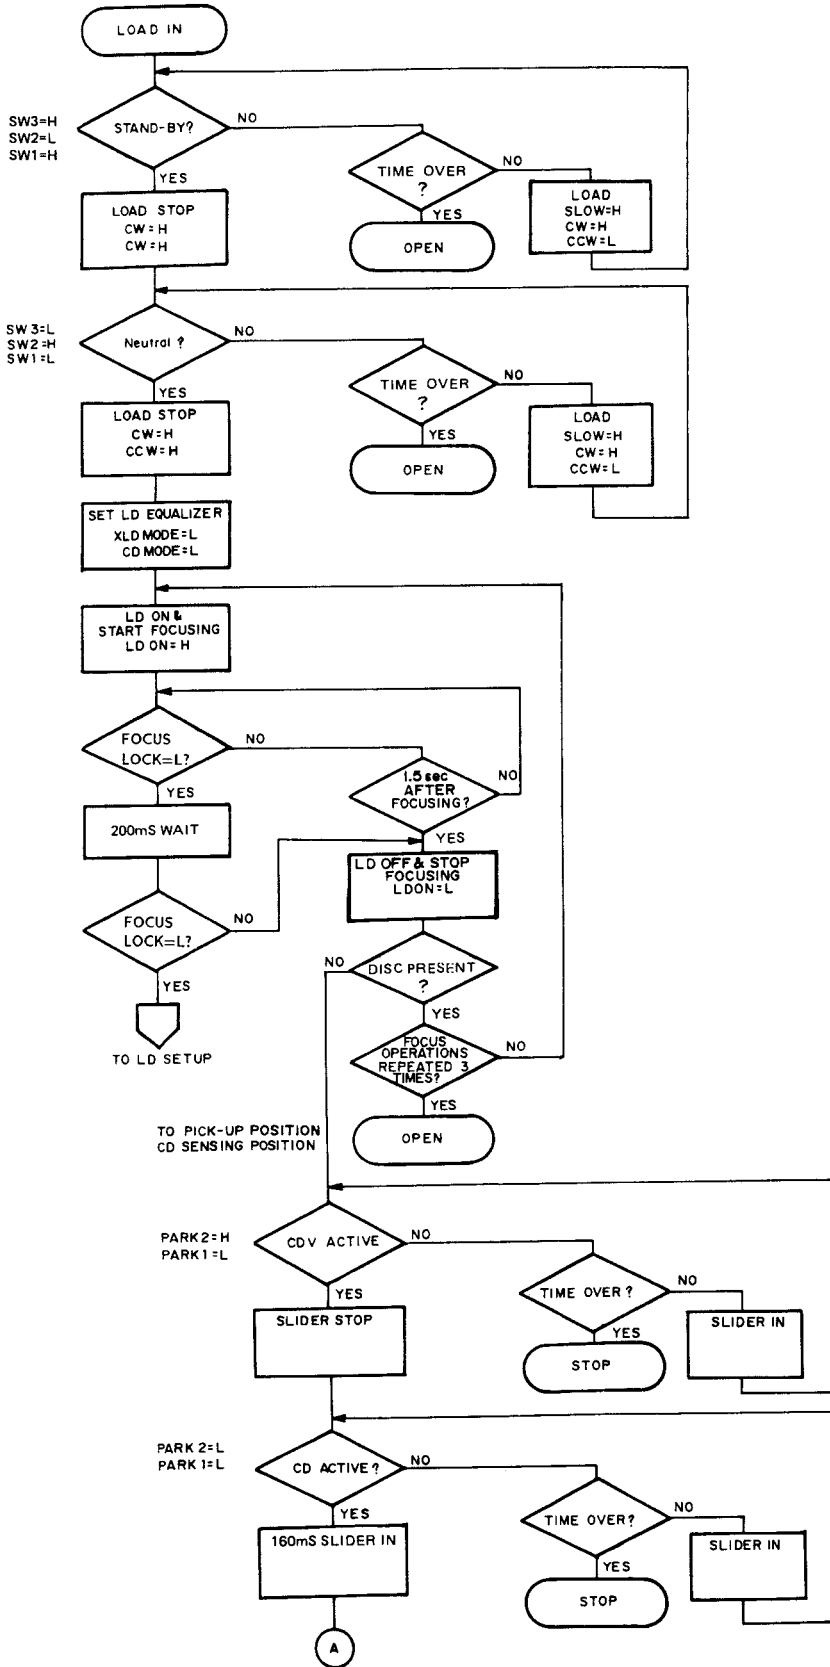 LOAD IN
SW3=H
SW2=L
SW1=H
STAND-BY?
NO
YES
TIME OVER
?
NO
YES
LOAD STOP
CW=H
CW=H
OPEN
LOAD
SLOW=H
CW=H
CCW=L
SW3=L
SW2=H
SW1=L
Neutral ?
NO
YES
TIME OVER
?
NO
YES
LOAD STOP
CW=H
CCW=H
OPEN
LOAD
SLOW=H
CW=H
CCW=L
SET LD EQUALIZER
XLD MODE=L
CD MODE=L
LD ON &
START FOCUSING
LD ON=H
FOCUS
LOCK=L?
NO
YES
1.5 sec
AFTER
FOCUSING?
NO
YES
200mS WAIT
LD OFF & STOP
FOCUSING
LDON=L
FOCUS
LOCK=L?
NO
YES
TO LD SETUP
DISC PRESENT
?
NO
YES
FOCUS
OPERATIONS
REPEATED 3
TIMES?
NO
YES
OPEN
TO PICK-UP POSITION
CD SENSING POSITION
PARK2=H
PARK1=L
CDV ACTIVE
NO
YES
TIME OVER?
NO
YES
SLIDER STOP
STOP
SLIDER IN
PARK 2=L
PARK 1=L
CD ACTIVE?
NO
YES
TIME OVER?
NO
YES
160mS SLIDER IN
STOP
SLIDER IN
A